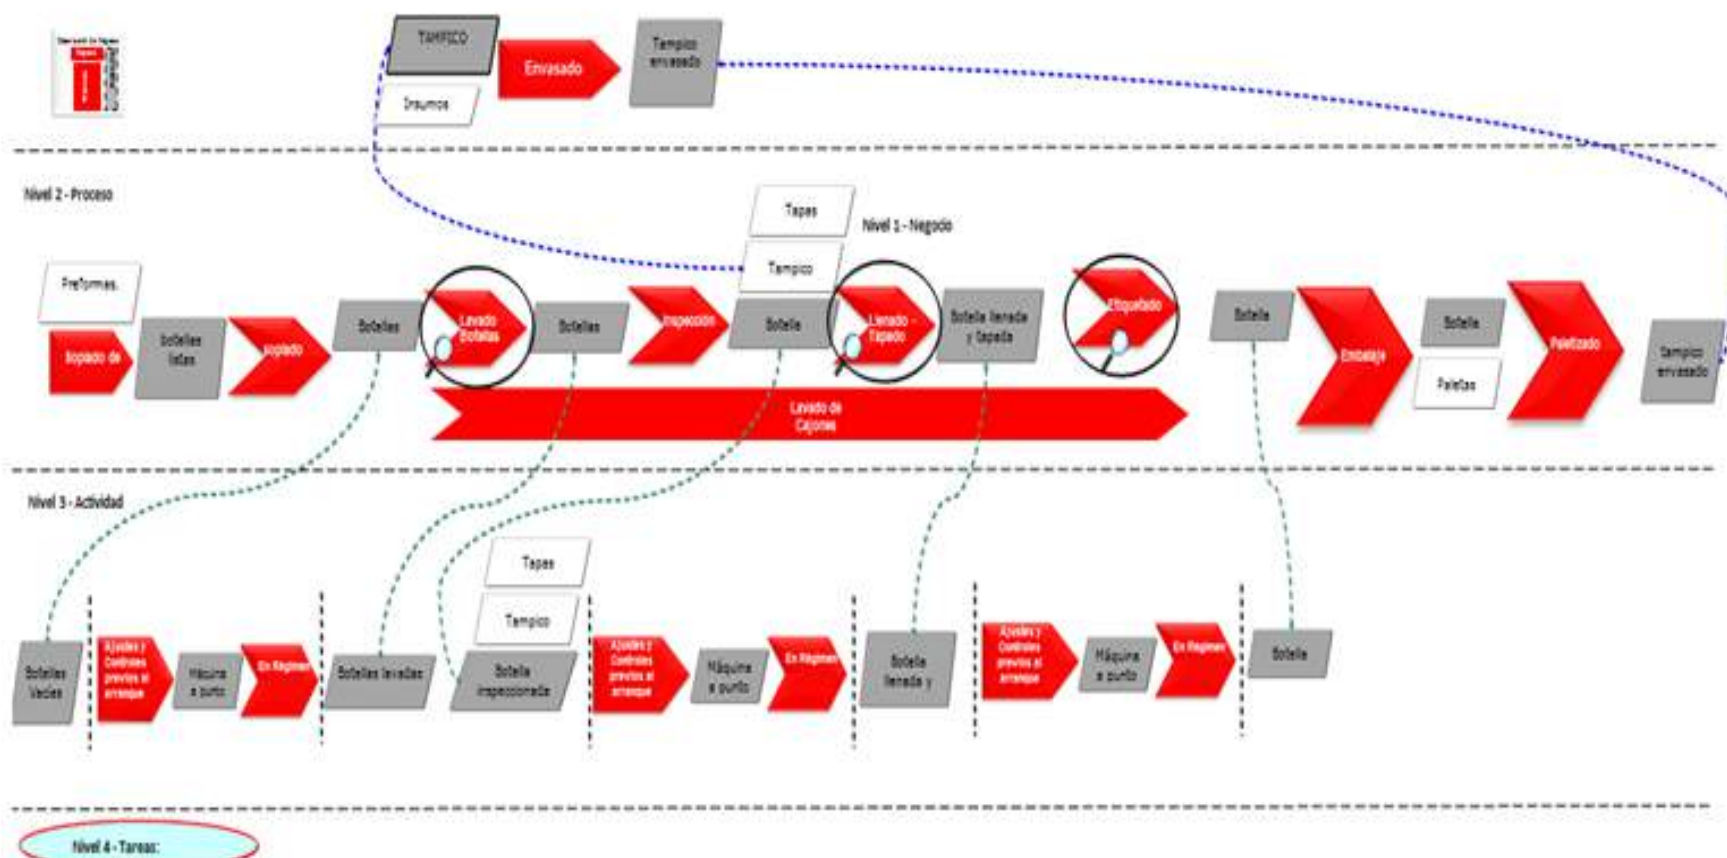 TAMPICO
Insumos
Envasado
Tampico
envasado
Nivel 2 - Proceso
Tapas
Nivel 1 - Negocio
Tampico
Preformas.
Soplado de
botellas
listas
soplado
Botellas
Lavado
Botellas
Botellas
Inspección
Botella
Llenado -
Tapado
Botella llenada
y tapada
Etiquetado
Botella
Embalaje
Botella
Paletas
Paletizado
tampico
envasado
Lavado de
Cajones
Nivel 3 - Actividad
Botellas
Vacías
Ajustes y
Controles
previos al
arranque
Máquina
a punto
En Régimen
Botellas lavadas
Tapas
Tampico
Botella
inspeccionada
Ajustes y
Controles
previos al
arranque
Máquina
a punto
En Régimen
Botella
llenada y
Ajustes y
Controles
previos al
arranque
Máquina
a punto
En Régimen
Botella
Nivel 4 - Tareas: